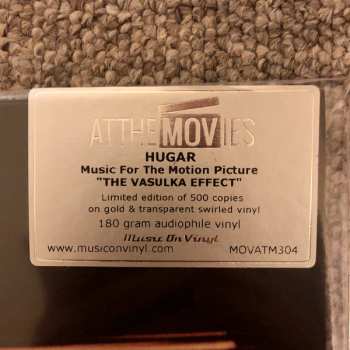 ATTHEMOVIES
HUGAR
Music For The Motion Picture
"THE VASULKA EFFECT"
Limited edition of 500 copies
on gold & transparent swirled vinyl
180 gram audiophile vinyl
Music On Vinyl
www.musiconvinyl.com MOVATM304